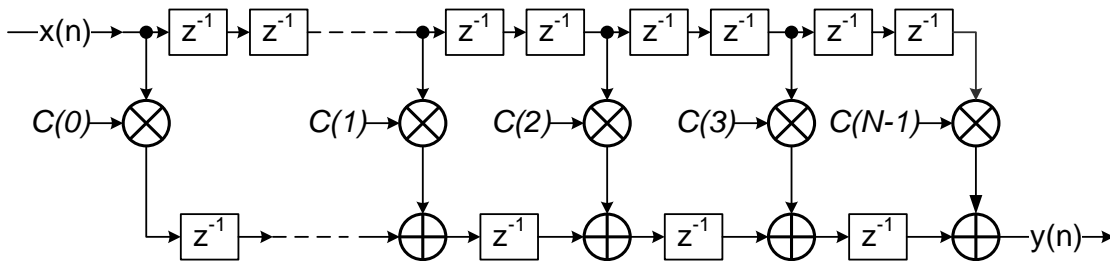 x(n) z⁻¹ z⁻¹ z⁻¹ z⁻¹ z⁻¹ z⁻¹ z⁻¹ z⁻¹
C(0) C(1) C(2) C(3) C(N-1)
z⁻¹ z⁻¹ z⁻¹ z⁻¹ y(n)